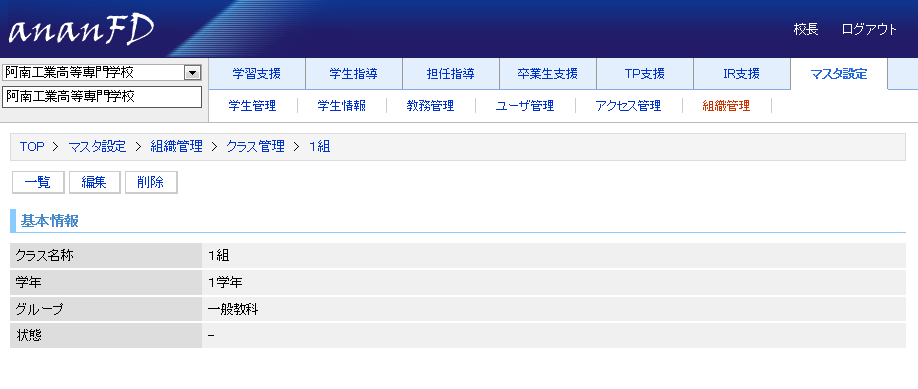 ananFD
校長 ログアウト
阿南工業高等専門学校
阿南工業高等専門学校
学習支援 学生指導 担任指導 卒業生支援 TP支援 IR支援 マスタ設定
学生管理 学生情報 教務管理 ユーザ管理 アクセス管理 組織管理
TOP > マスタ設定 > 組織管理 > クラス管理 > 1組
一覧 編集 削除
基本情報
クラス名称 1組
学年 1学年
グループ 一般教科
状態 -